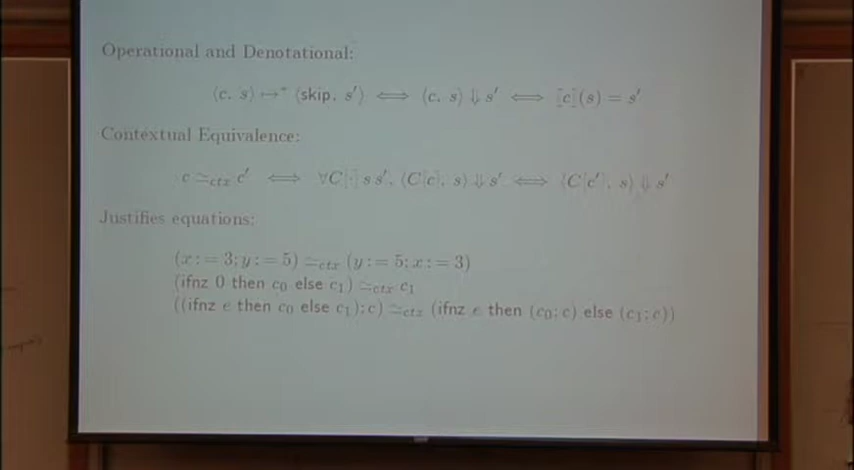 Operational and Denotational:
⟨c, s⟩ ↦* ⟨skip, s′⟩ ⟺ ⟨c, s⟩ ⇓ s′ ⟺ [[c]](s) = s′
Contextual Equivalence:
c ≃ctx c′ ⟺ ∀C[·] s s′. ⟨C[c], s⟩ ⇓ s′ ⟺ ⟨C[c′], s⟩ ⇓ s′
Justifies equations:
(x := 3; y := 5) ≃ctx (y := 5; x := 3)
(ifnz 0 then c0 else c1) ≃ctx c1
((ifnz e then c0 else c1); c) ≃ctx (ifnz e then (c0; c) else (c1; c))